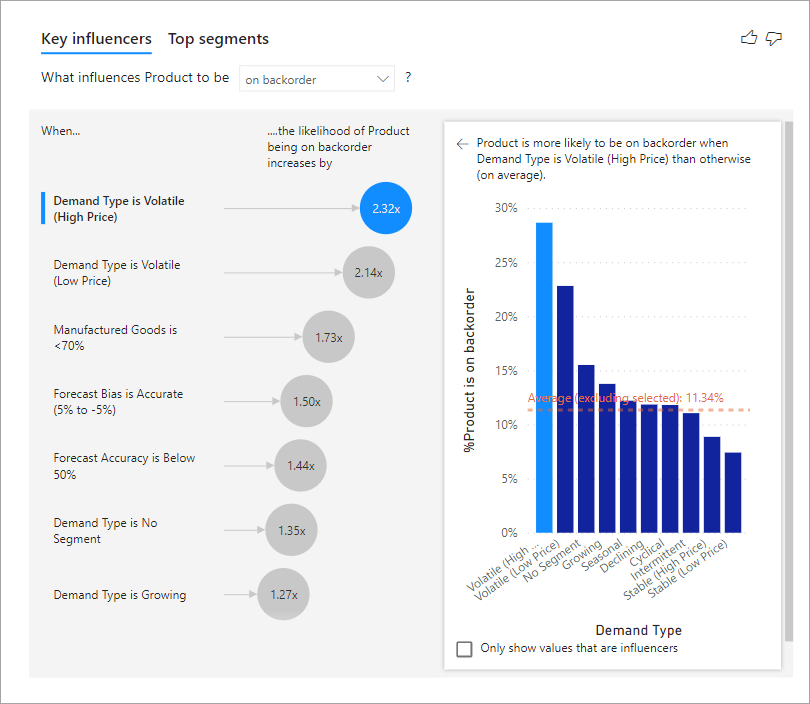 Key influencers Top segments
What influences Product to be on backorder ?
When...
....the likelihood of Product
being on backorder
increases by
Demand Type is Volatile
(High Price)
2.32x
Demand Type is Volatile
(Low Price)
2.14x
Manufactured Goods is
<70%
1.73x
Forecast Bias is Accurate
(5% to -5%)
1.50x
Forecast Accuracy is Below
50%
1.44x
Demand Type is No
Segment
1.35x
Demand Type is Growing
1.27x
← Product is more likely to be on backorder when
Demand Type is Volatile (High Price) than otherwise
(on average).
%Product is on backorder
30%
25%
20%
15%
10%
5%
0%
Average (excluding selected): 11.34%
Volatile (High ...
Volatile (Low Price)
No Segment
Growing
Seasonal
Declining
Cyclical
Intermittent
Stable (High Price)
Stable (Low Price)
Demand Type
Only show values that are influencers